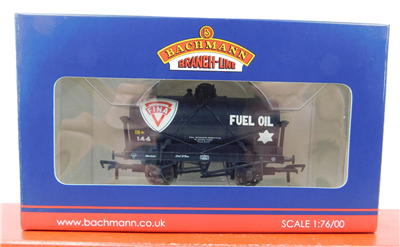 BACHMANN
BRANCH-LINE
FINA
FUEL OIL
144
www.bachmann.co.uk
SCALE 1:76/00